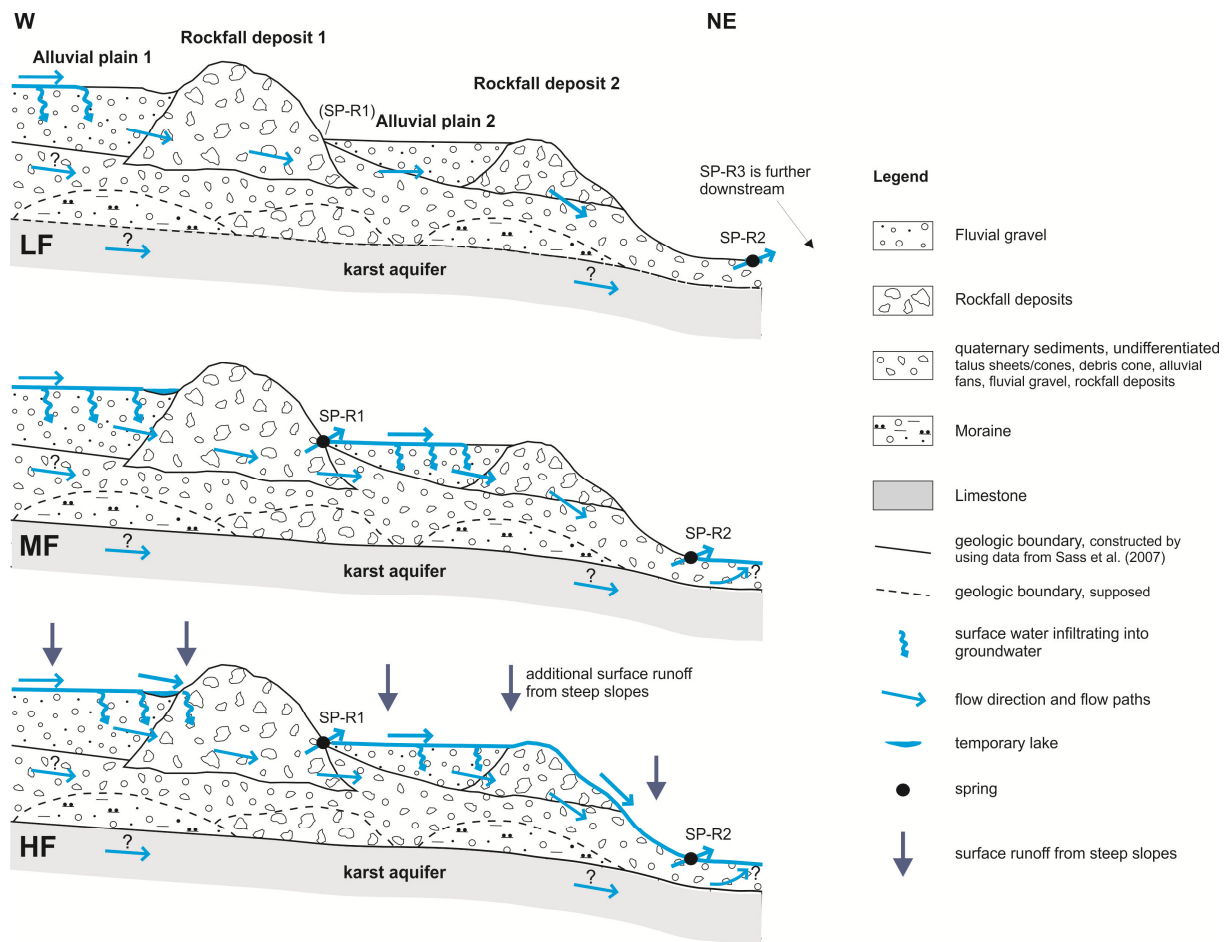 W
NE
Rockfall deposit 1
Alluvial plain 1
Rockfall deposit 2
(SP-R1)
Alluvial plain 2
?
SP-R3 is further
downstream
SP-R2
LF
?
karst aquifer
?
SP-R1
?
SP-R2
MF
?
karst aquifer
?
?
additional surface runoff
from steep slopes
SP-R1
?
SP-R2
HF
?
karst aquifer
?
?
Legend
Fluvial gravel
Rockfall deposits
quaternary sediments, undifferentiated
talus sheets/cones, debris cone, alluvial
fans, fluvial gravel, rockfall deposits
Moraine
Limestone
geologic boundary, constructed by
using data from Sass et al. (2007)
geologic boundary, supposed
surface water infiltrating into
groundwater
flow direction and flow paths
temporary lake
spring
surface runoff from steep slopes